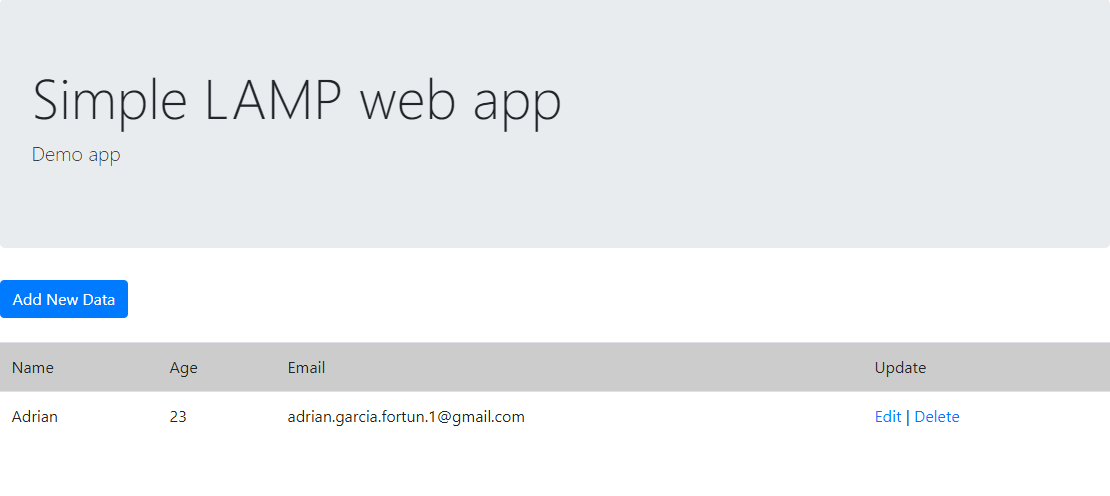 Simple LAMP web app
Demo app
Add New Data
Name Age Email Update
Adrian 23 adrian.garcia.fortun.1@gmail.com Edit | Delete